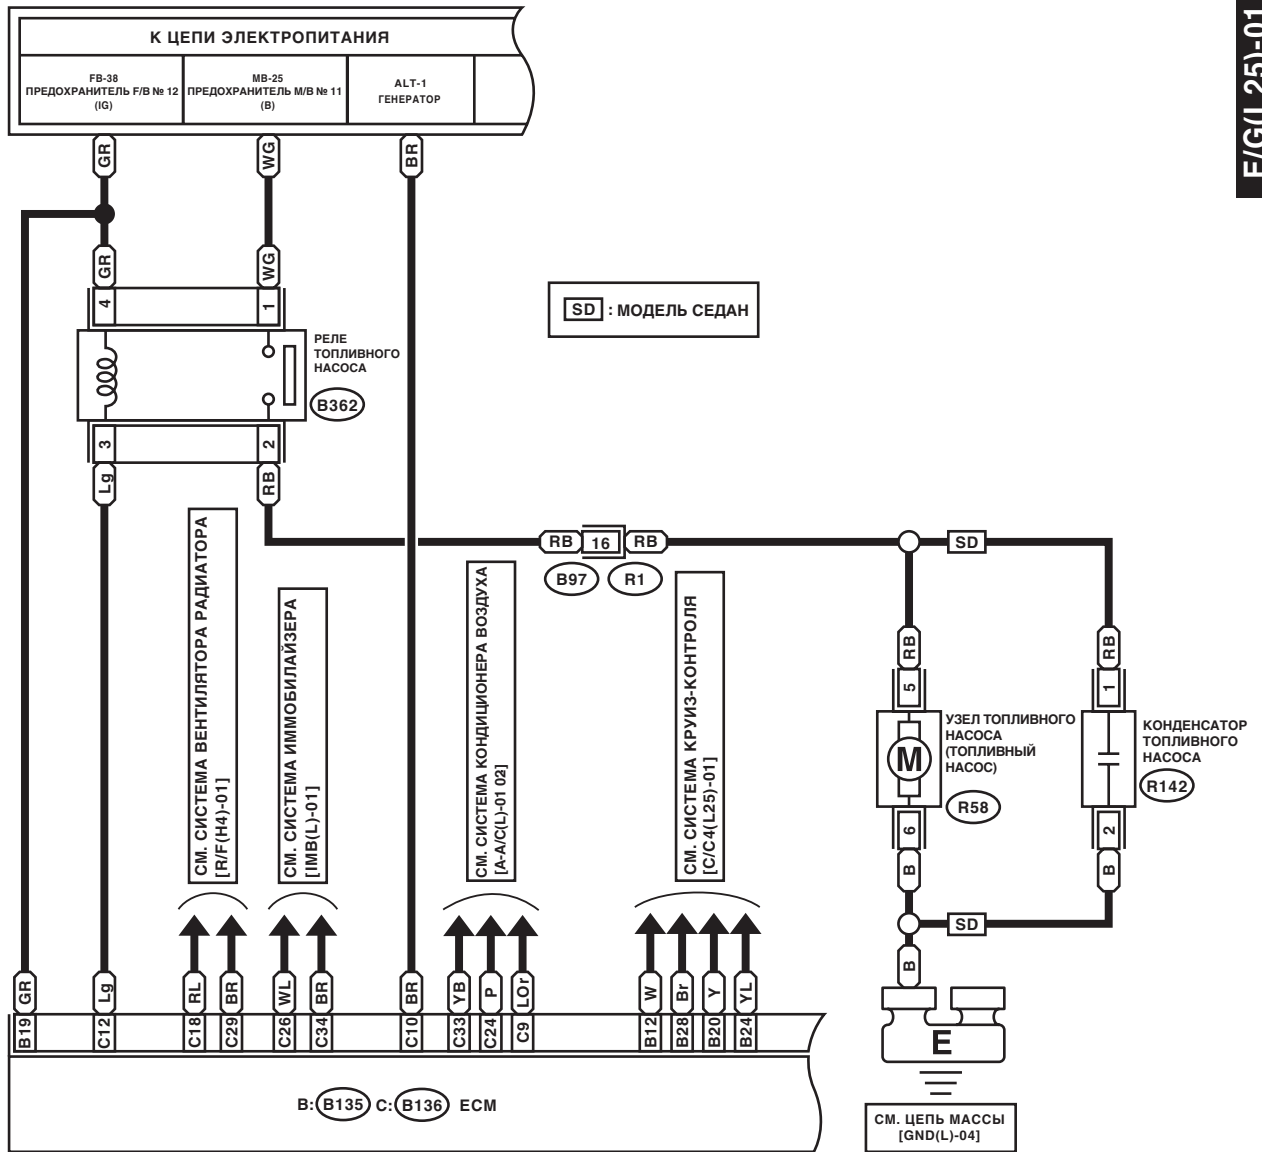 E/G(L25)-01
К ЦЕПИ ЭЛЕКТРОПИТАНИЯ
FB-38
ПРЕДОХРАНИТЕЛЬ F/B № 12
(IG)
MB-25
ПРЕДОХРАНИТЕЛЬ M/B № 11
(B)
ALT-1
ГЕНЕРАТОР
GR
WG
BR
GR
WG
4
1
РЕЛЕ
ТОПЛИВНОГО
НАСОСА
B362
3
2
Lg
RB
SD : МОДЕЛЬ СЕДАН
RB 16 RB
B97 R1
SD
RB
RB
5
1
УЗЕЛ ТОПЛИВНОГО
НАСОСА
(ТОПЛИВНЫЙ
НАСОС)
M
R58
КОНДЕНСАТОР
ТОПЛИВНОГО
НАСОСА
R142
6
2
B
B
SD
B
E
СМ. ЦЕПЬ МАССЫ
[GND(L)-04]
СМ. СИСТЕМА ВЕНТИЛЯТОРА РАДИАТОРА
[R/F(H4)-01]
СМ. СИСТЕМА ИММОБИЛАЙЗЕРА
[IMB(L)-01]
СМ. СИСТЕМА КОНДИЦИОНЕРА ВОЗДУХА
[A-A/C(L)-01 02]
СМ. СИСТЕМА КРУИЗ-КОНТРОЛЯ
[C/C4(L25)-01]
GR Lg RL BR WL BR BR YB P LOr W Br Y YL
B19 C12 C18 C29 C26 C34 C10 C33 C24 C9 B12 B28 B20 B24
B: B135 C: B136 ECM